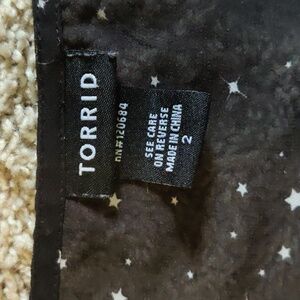 TORRID
RN#120684
SEE CARE
ON REVERSE
MADE IN CHINA
2